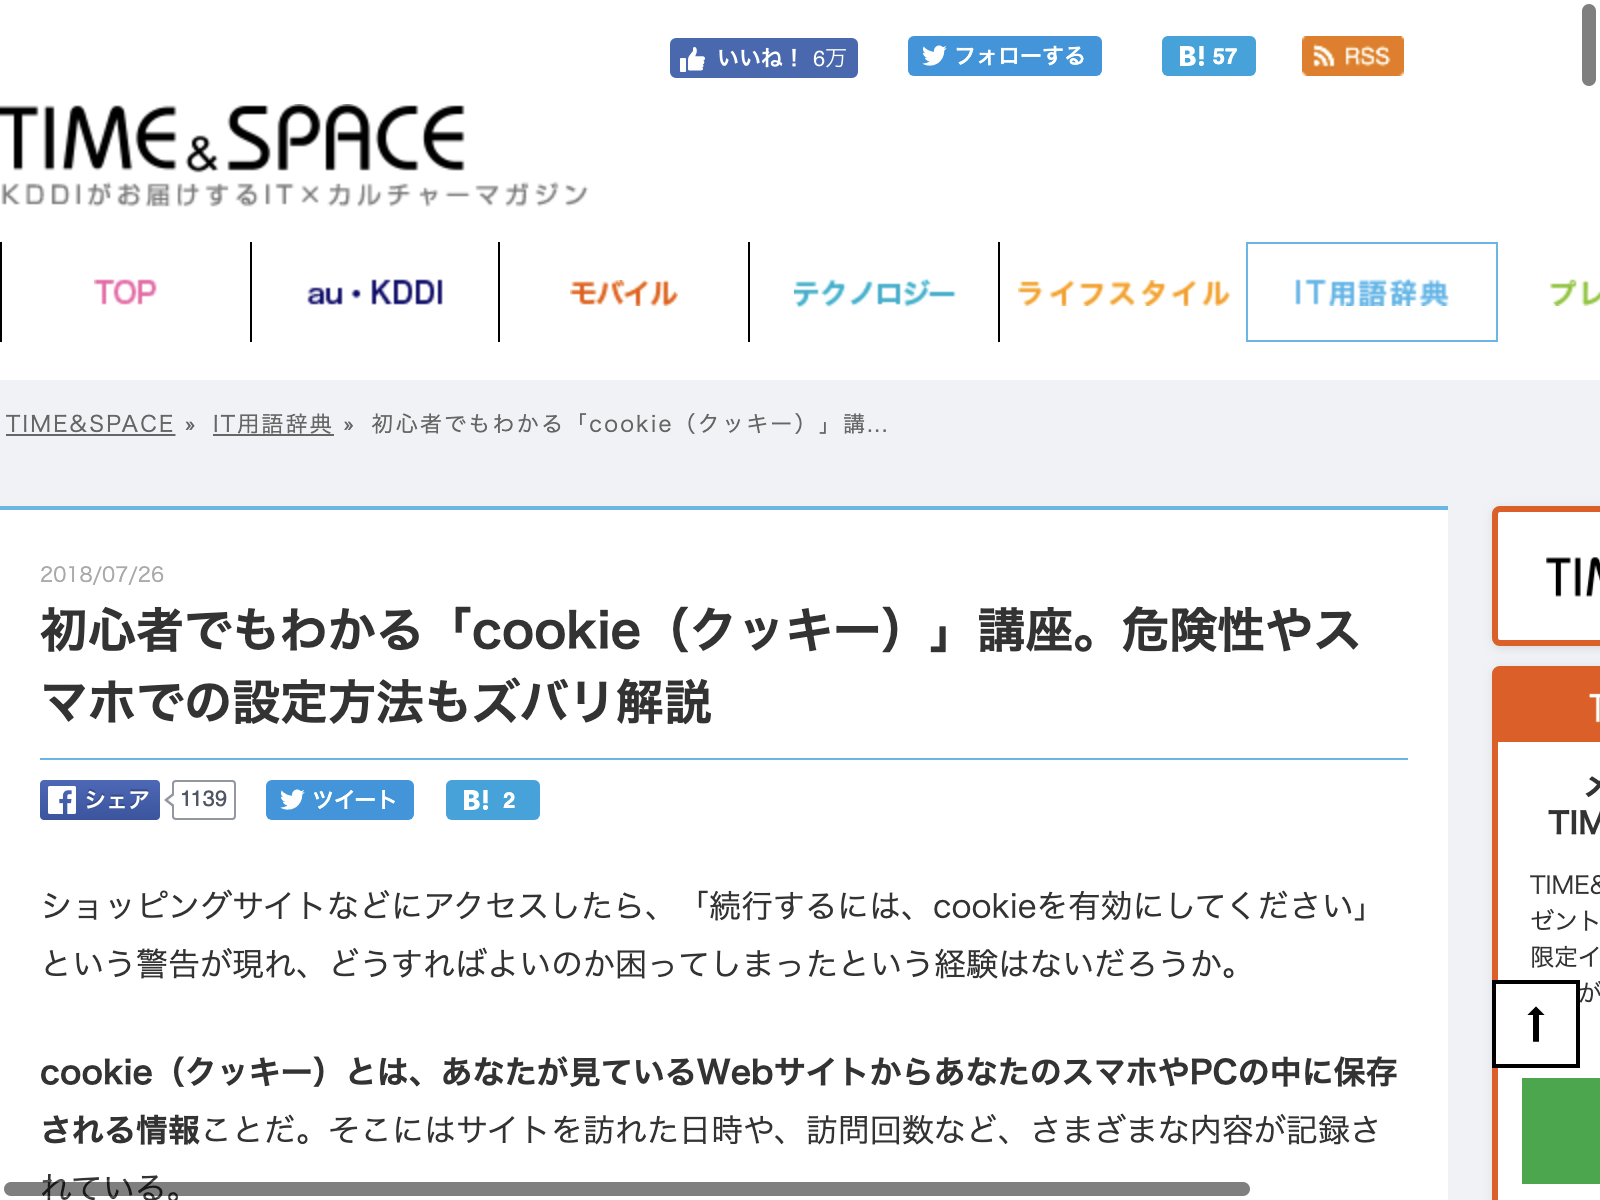 いいね！ 6万
フォローする
B! 57
RSS
TIME&SPACE
KDDIがお届けするIT×カルチャーマガジン
TOP
au・KDDI
モバイル
テクノロジー
ライフスタイル
IT用語辞典
プレ
TIME&SPACE » IT用語辞典 » 初心者でもわかる「cookie（クッキー）」講...
2018/07/26
初心者でもわかる「cookie（クッキー）」講座。危険性やス
マホでの設定方法もズバリ解説
シェア 1139
ツイート
B! 2
ショッピングサイトなどにアクセスしたら、「続行するには、cookieを有効にしてください」
という警告が現れ、どうすればよいのか困ってしまったという経験はないだろうか。
cookie（クッキー）とは、あなたが見ているWebサイトからあなたのスマホやPCの中に保存
される情報ことだ。そこにはサイトを訪れた日時や、訪問回数など、さまざまな内容が記録さ
れている。
TIM
T
メ
TIM
TIME&
ゼント
限定イ
が
↑